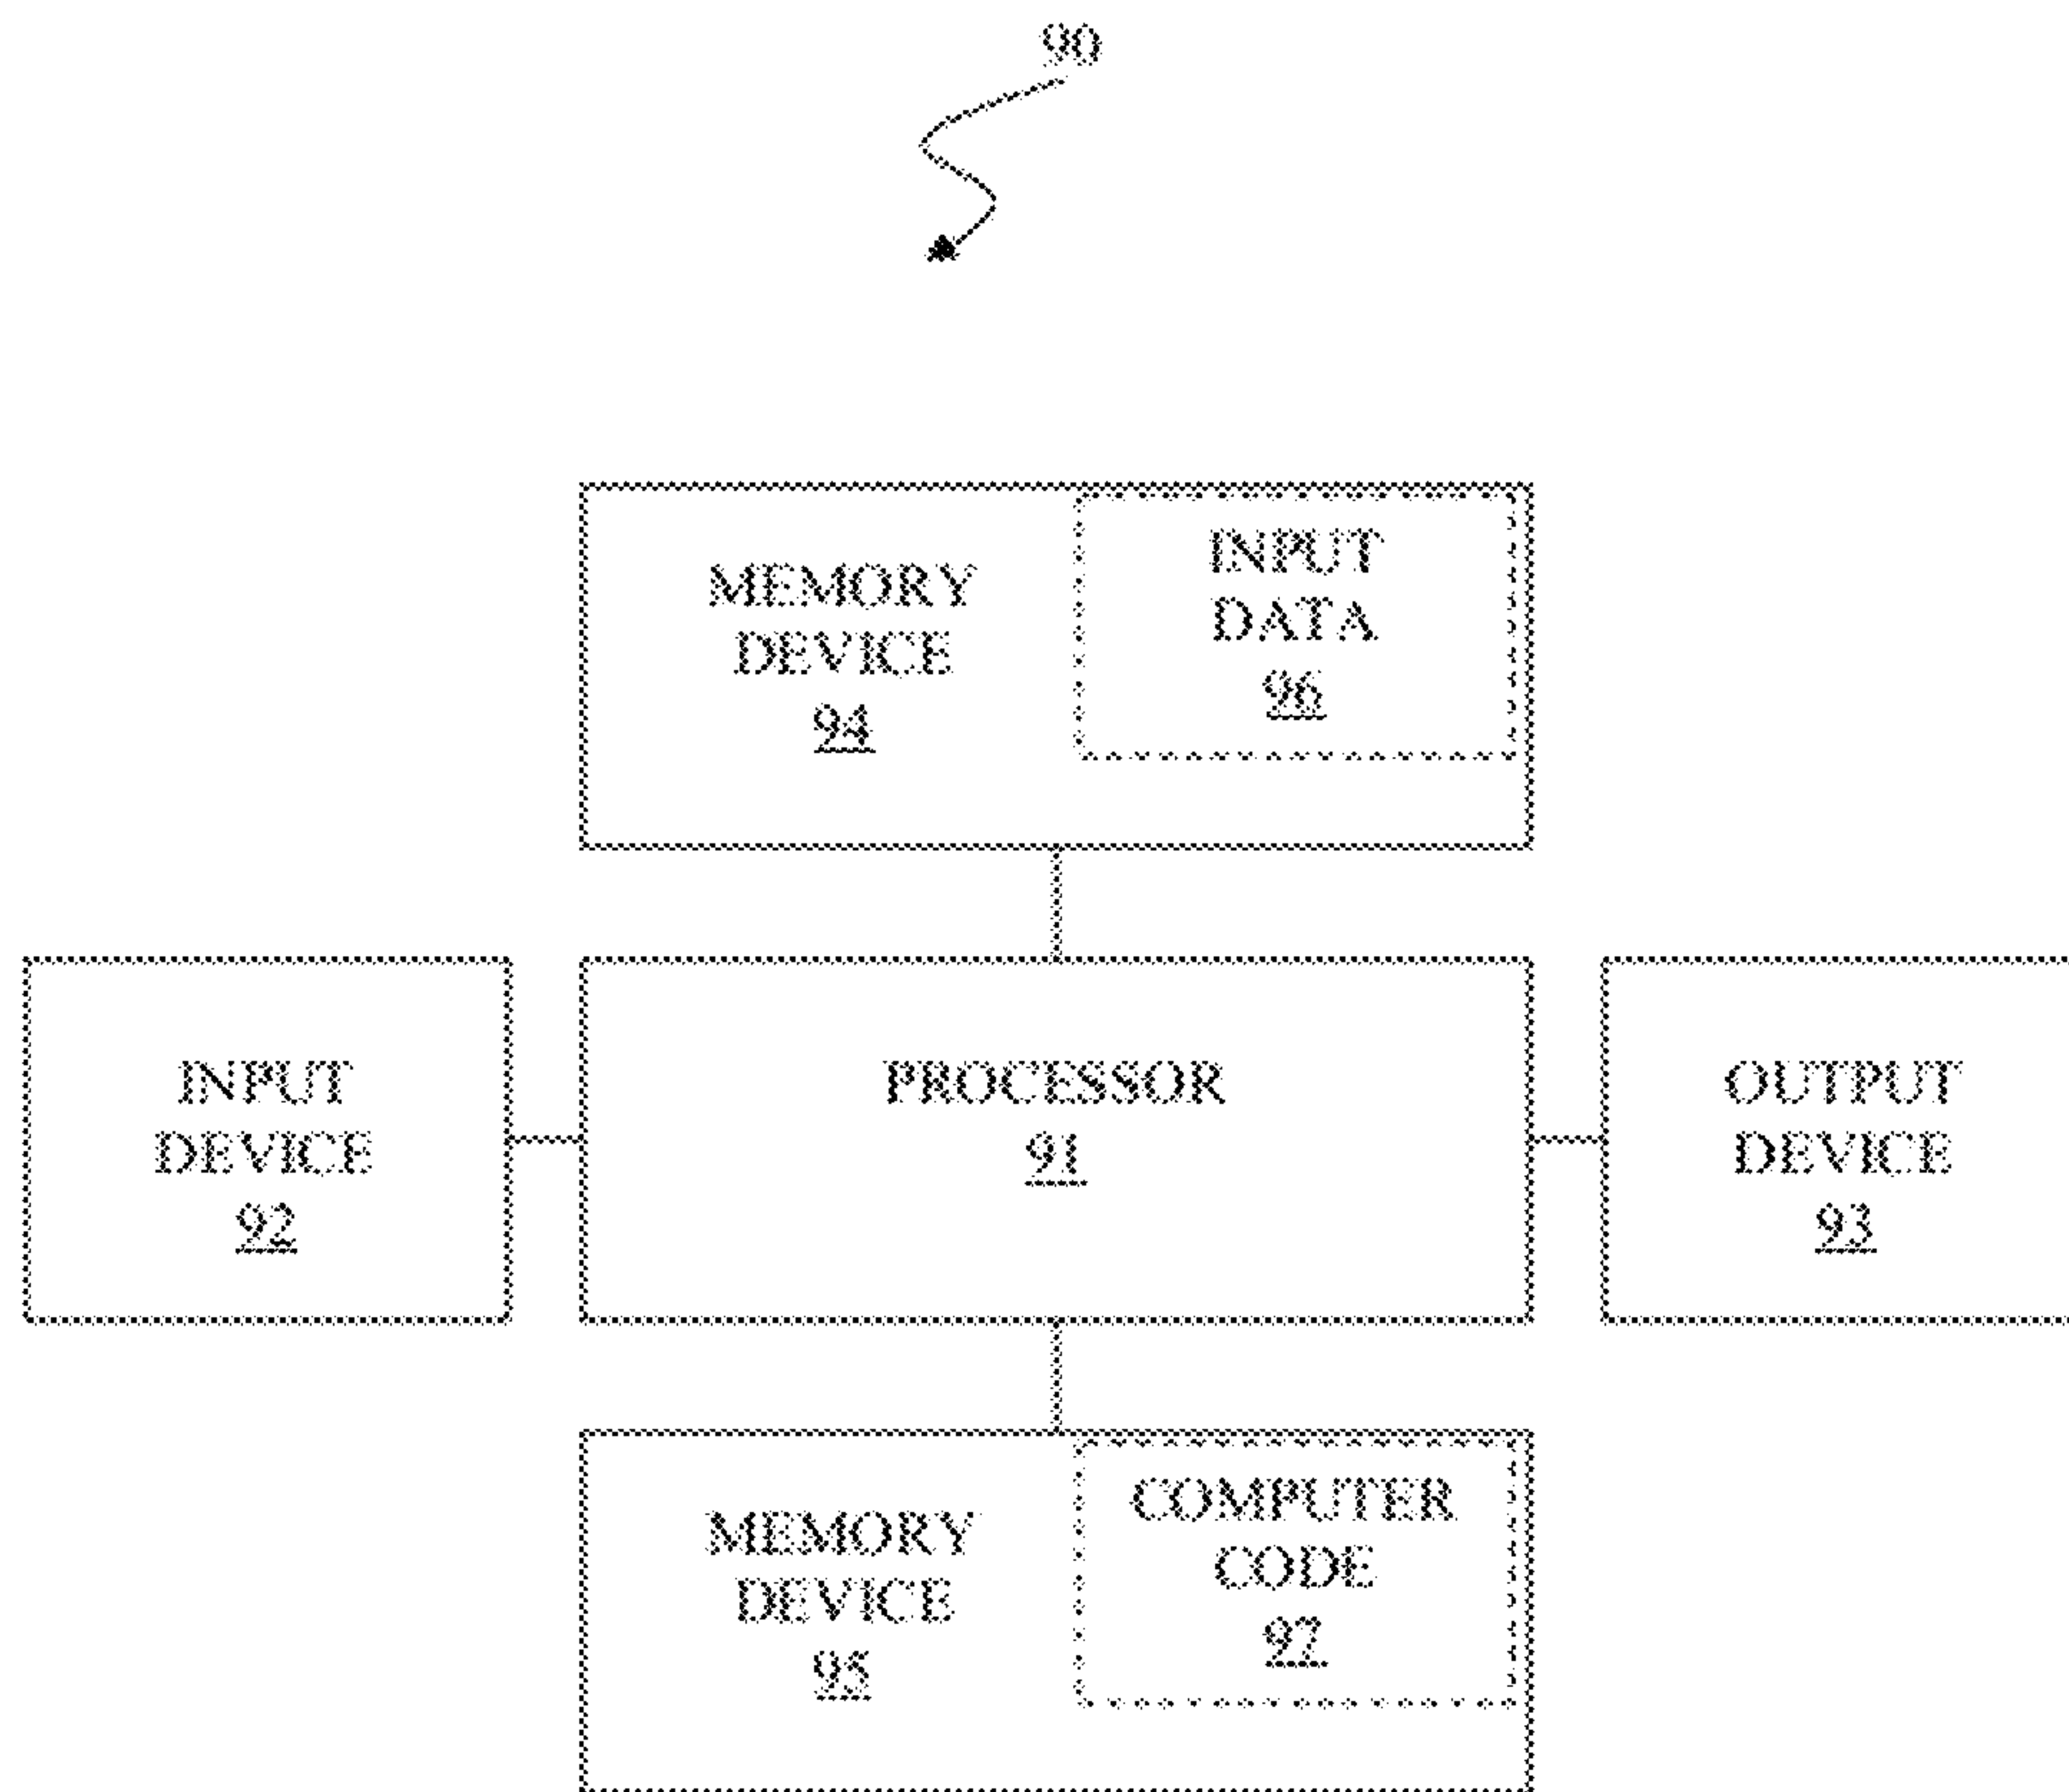 90
MEMORY
DEVICE
94
INPUT
DATA
96
INPUT
DEVICE
92
PROCESSOR
91
OUTPUT
DEVICE
93
MEMORY
DEVICE
95
COMPUTER
CODE
97